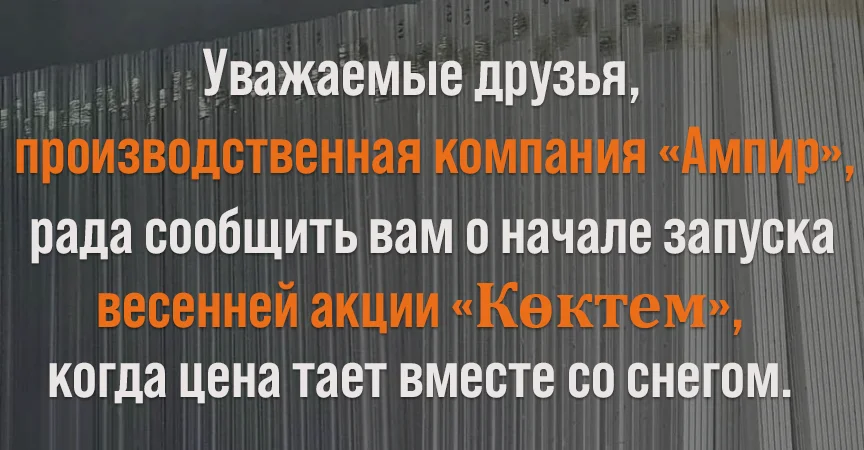 Уважаемые друзья,
производственная компания «Ампир»,
рада сообщить вам о начале запуска
весенней акции «Көктем»,
когда цена тает вместе со снегом.